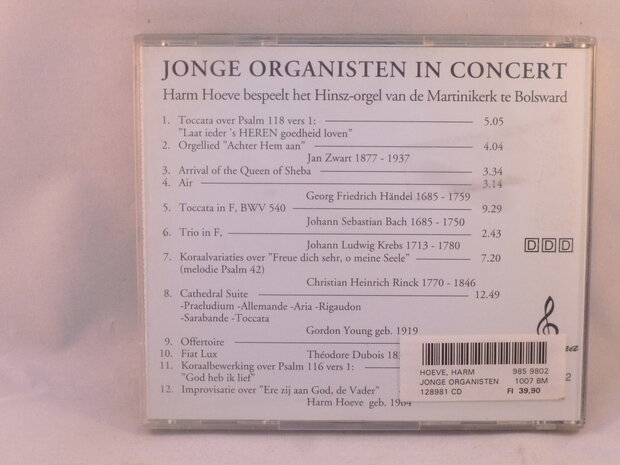 JONGE ORGANISTEN IN CONCERT
Harm Hoeve bespeelt het Hinsz-orgel van de Martinikerk te Bolsward
1. Toccata over Psalm 118 vers 1: 5.05
"Laat ieder 's HEREN goedheid loven"
2. Orgellied "Achter Hem aan" 4.04
Jan Zwart 1877 - 1937
3. Arrival of the Queen of Sheba 3.34
4. Air 3.14
Georg Friedrich Händel 1685 - 1759
5. Toccata in F, BWV 540 9.29
Johann Sebastian Bach 1685 - 1750
6. Trio in F, 2.43
Johann Ludwig Krebs 1713 - 1780
7. Koraalvariaties over "Freue dich sehr, o meine Seele" 7.20
(melodie Psalm 42)
Christian Heinrich Rinck 1770 - 1846
8. Cathedral Suite 12.49
-Praeludium -Allemande -Aria -Rigaudon
-Sarabande -Toccata
Gordon Young geb. 1919
9. Offertoire
10. Fiat Lux
Théodore Dubois
11. Koraalbewerking over Psalm 116 vers 1:
"God heb ik lief"
12. Improvisatie over "Ere zij aan God, de Vader"
Harm Hoeve geb. 1964
DDD
HOEVE, HARM 985 9802
JONGE ORGANISTEN 1007 BM
128981 CD Fl 39,90